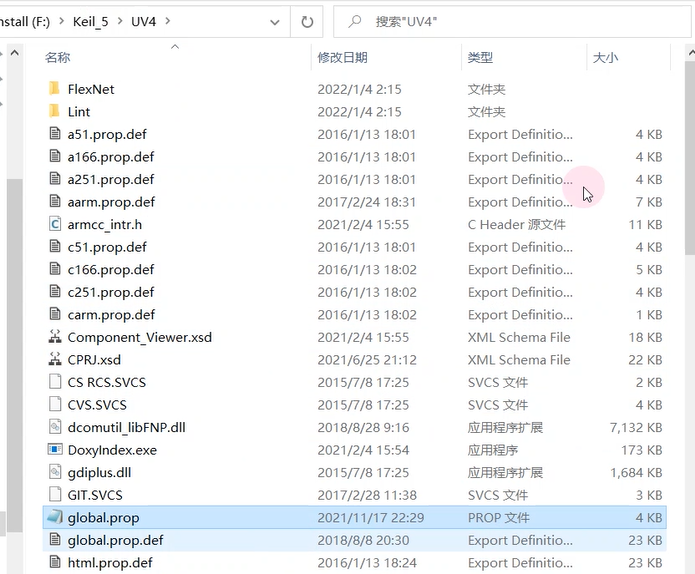 nstall (F:) > Keil_5 > UV4 >
搜索"UV4"
名称 修改日期 类型 大小
FlexNet 2022/1/4 2:15 文件夹
Lint 2022/1/4 2:15 文件夹
a51.prop.def 2016/1/13 18:01 Export Definitio... 4 KB
a166.prop.def 2016/1/13 18:01 Export Definitio... 4 KB
a251.prop.def 2016/1/13 18:01 Export Definitio... 4 KB
aarm.prop.def 2017/2/24 18:31 Export Definitio... 7 KB
armcc_intr.h 2021/2/4 15:55 C Header 源文件 11 KB
c51.prop.def 2016/1/13 18:01 Export Definitio... 4 KB
c166.prop.def 2016/1/13 18:02 Export Definitio... 5 KB
c251.prop.def 2016/1/13 18:02 Export Definitio... 4 KB
carm.prop.def 2016/1/13 18:02 Export Definitio... 1 KB
Component_Viewer.xsd 2021/2/4 15:55 XML Schema File 18 KB
CPRJ.xsd 2021/6/25 21:12 XML Schema File 22 KB
CS RCS.SVCS 2015/7/8 17:25 SVCS 文件 2 KB
CVS.SVCS 2015/7/8 17:25 SVCS 文件 4 KB
dcomutil_libFNP.dll 2018/8/28 9:16 应用程序扩展 7,132 KB
DoxyIndex.exe 2021/2/4 15:54 应用程序 173 KB
gdiplus.dll 2015/7/8 17:25 应用程序扩展 1,684 KB
GIT.SVCS 2017/2/28 11:38 SVCS 文件 3 KB
global.prop 2021/11/17 22:29 PROP 文件 4 KB
global.prop.def 2018/8/8 20:30 Export Definitio... 23 KB
html.prop.def 2016/1/13 18:24 Export Definitio... 23 KB